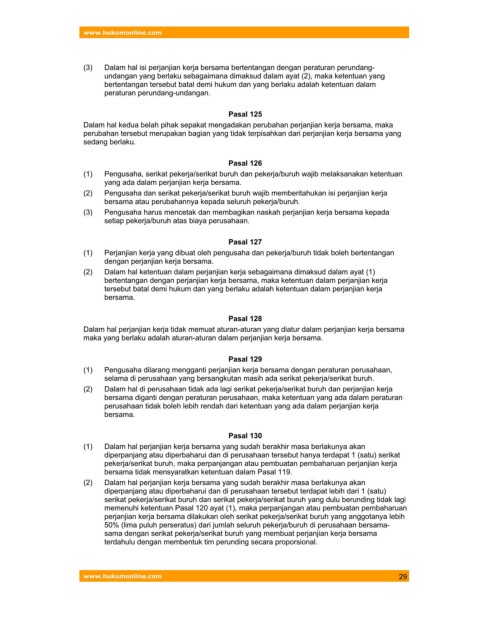 www.hukumonline.com
(3) Dalam hal isi perjanjian kerja bersama bertentangan dengan peraturan perundang-
undangan yang berlaku sebagaimana dimaksud dalam ayat (2), maka ketentuan yang
bertentangan tersebut batal demi hukum dan yang berlaku adalah ketentuan dalam
peraturan perundang-undangan.
Pasal 125
Dalam hal kedua belah pihak sepakat mengadakan perubahan perjanjian kerja bersama, maka
perubahan tersebut merupakan bagian yang tidak terpisahkan dari perjanjian kerja bersama yang
sedang berlaku.
Pasal 126
(1) Pengusaha, serikat pekerja/serikat buruh dan pekerja/buruh wajib melaksanakan ketentuan
yang ada dalam perjanjian kerja bersama.
(2) Pengusaha dan serikat pekerja/serikat buruh wajib memberitahukan isi perjanjian kerja
bersama atau perubahannya kepada seluruh pekerja/buruh.
(3) Pengusaha harus mencetak dan membagikan naskah perjanjian kerja bersama kepada
setiap pekerja/buruh atas biaya perusahaan.
Pasal 127
(1) Perjanjian kerja yang dibuat oleh pengusaha dan pekerja/buruh tidak boleh bertentangan
dengan perjanjian kerja bersama.
(2) Dalam hal ketentuan dalam perjanjian kerja sebagaimana dimaksud dalam ayat (1)
bertentangan dengan perjanjian kerja bersama, maka ketentuan dalam perjanjian kerja
tersebut batal demi hukum dan yang berlaku adalah ketentuan dalam perjanjian kerja
bersama.
Pasal 128
Dalam hal perjanjian kerja tidak memuat aturan-aturan yang diatur dalam perjanjian kerja bersama
maka yang berlaku adalah aturan-aturan dalam perjanjian kerja bersama.
Pasal 129
(1) Pengusaha dilarang mengganti perjanjian kerja bersama dengan peraturan perusahaan,
selama di perusahaan yang bersangkutan masih ada serikat pekerja/serikat buruh.
(2) Dalam hal di perusahaan tidak ada lagi serikat pekerja/serikat buruh dan perjanjian kerja
bersama diganti dengan peraturan perusahaan, maka ketentuan yang ada dalam peraturan
perusahaan tidak boleh lebih rendah dari ketentuan yang ada dalam perjanjian kerja
bersama.
Pasal 130
(1) Dalam hal perjanjian kerja bersama yang sudah berakhir masa berlakunya akan
diperpanjang atau diperbaharui dan di perusahaan tersebut hanya terdapat 1 (satu) serikat
pekerja/serikat buruh, maka perpanjangan atau pembuatan pembaharuan perjanjian kerja
bersama tidak mensyaratkan ketentuan dalam Pasal 119.
(2) Dalam hal perjanjian kerja bersama yang sudah berakhir masa berlakunya akan
diperpanjang atau diperbaharui dan di perusahaan tersebut terdapat lebih dari 1 (satu)
serikat pekerja/serikat buruh dan serikat pekerja/serikat buruh yang dulu berunding tidak lagi
memenuhi ketentuan Pasal 120 ayat (1), maka perpanjangan atau pembuatan pembaharuan
perjanjian kerja bersama dilakukan oleh serikat pekerja/serikat buruh yang anggotanya lebih
50% (lima puluh perseratus) dari jumlah seluruh pekerja/buruh di perusahaan bersama-
sama dengan serikat pekerja/serikat buruh yang membuat perjanjian kerja bersama
terdahulu dengan membentuk tim perunding secara proporsional.
www.hukumonline.com 29